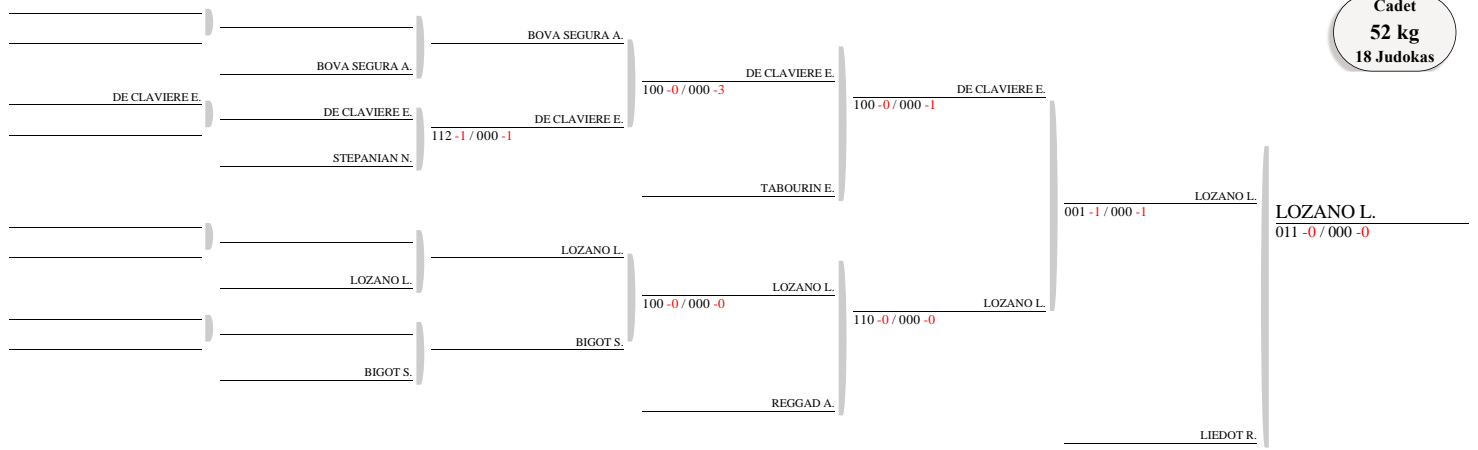 Cadet
52 kg
18 Judokas
BOVA SEGURA A.
BOVA SEGURA A.
DE CLAVIERE E.
100 -0 / 000 -3
DE CLAVIERE E.
100 -0 / 000 -1
DE CLAVIERE E.
DE CLAVIERE E.
DE CLAVIERE E.
112 -1 / 000 -1
STEPANIAN N.
TABOURIN E.
LOZANO L.
001 -1 / 000 -1
LOZANO L.
011 -0 / 000 -0
LOZANO L.
LOZANO L.
LOZANO L.
100 -0 / 000 -0
LOZANO L.
110 -0 / 000 -0
BIGOT S.
BIGOT S.
REGGAD A.
LIEDOT R.